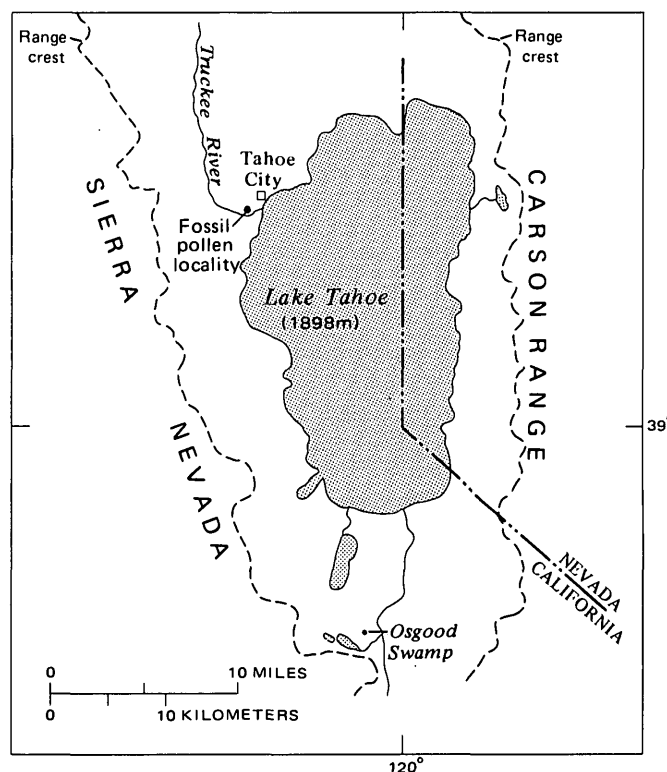 Range
crest
Range
crest
Truckee
River
Tahoe
City
Fossil
pollen
locality
SIERRA
NEVADA
CARSON RANGE
Lake Tahoe
(1898m)
39°
NEVADA
CALIFORNIA
Osgood
Swamp
0 10 MILES
0 10 KILOMETERS
120°